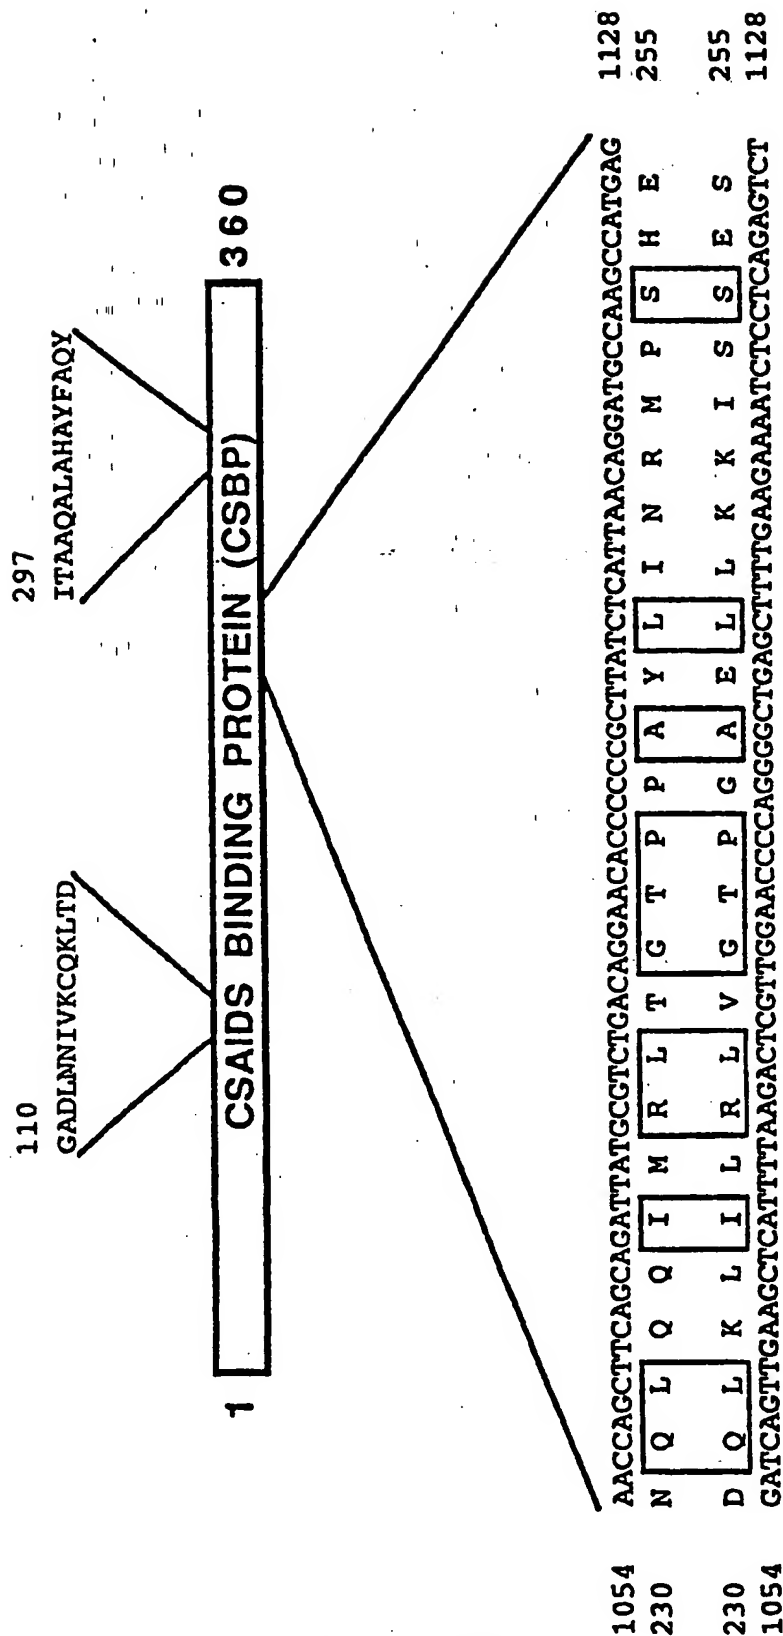 110
297
GADLNNIVKCQKLTD
ITAAQALAHAYFAQY
1 CSAIDS BINDING PROTEIN (CSBP) 360
1054 AACCAGCTTCAGCAGATTATGCGTCTGACAGGAACACCCCCCGCTTATCTCATTAACAGGATGCCAAGCCATGAG 1128
230 N Q L Q Q I M R L T G T P P A Y L I N R M P S H E 255
230 D Q L K L I L R L V G T P G A E L L K K I S S E S 255
1054 GATCAGTTGAAGCTCATTTTAAGACTCGTTGGAACCCCAGGGGCTGAGCTTTTGAAGAAAATCTCCTCAGAGTCT 1128